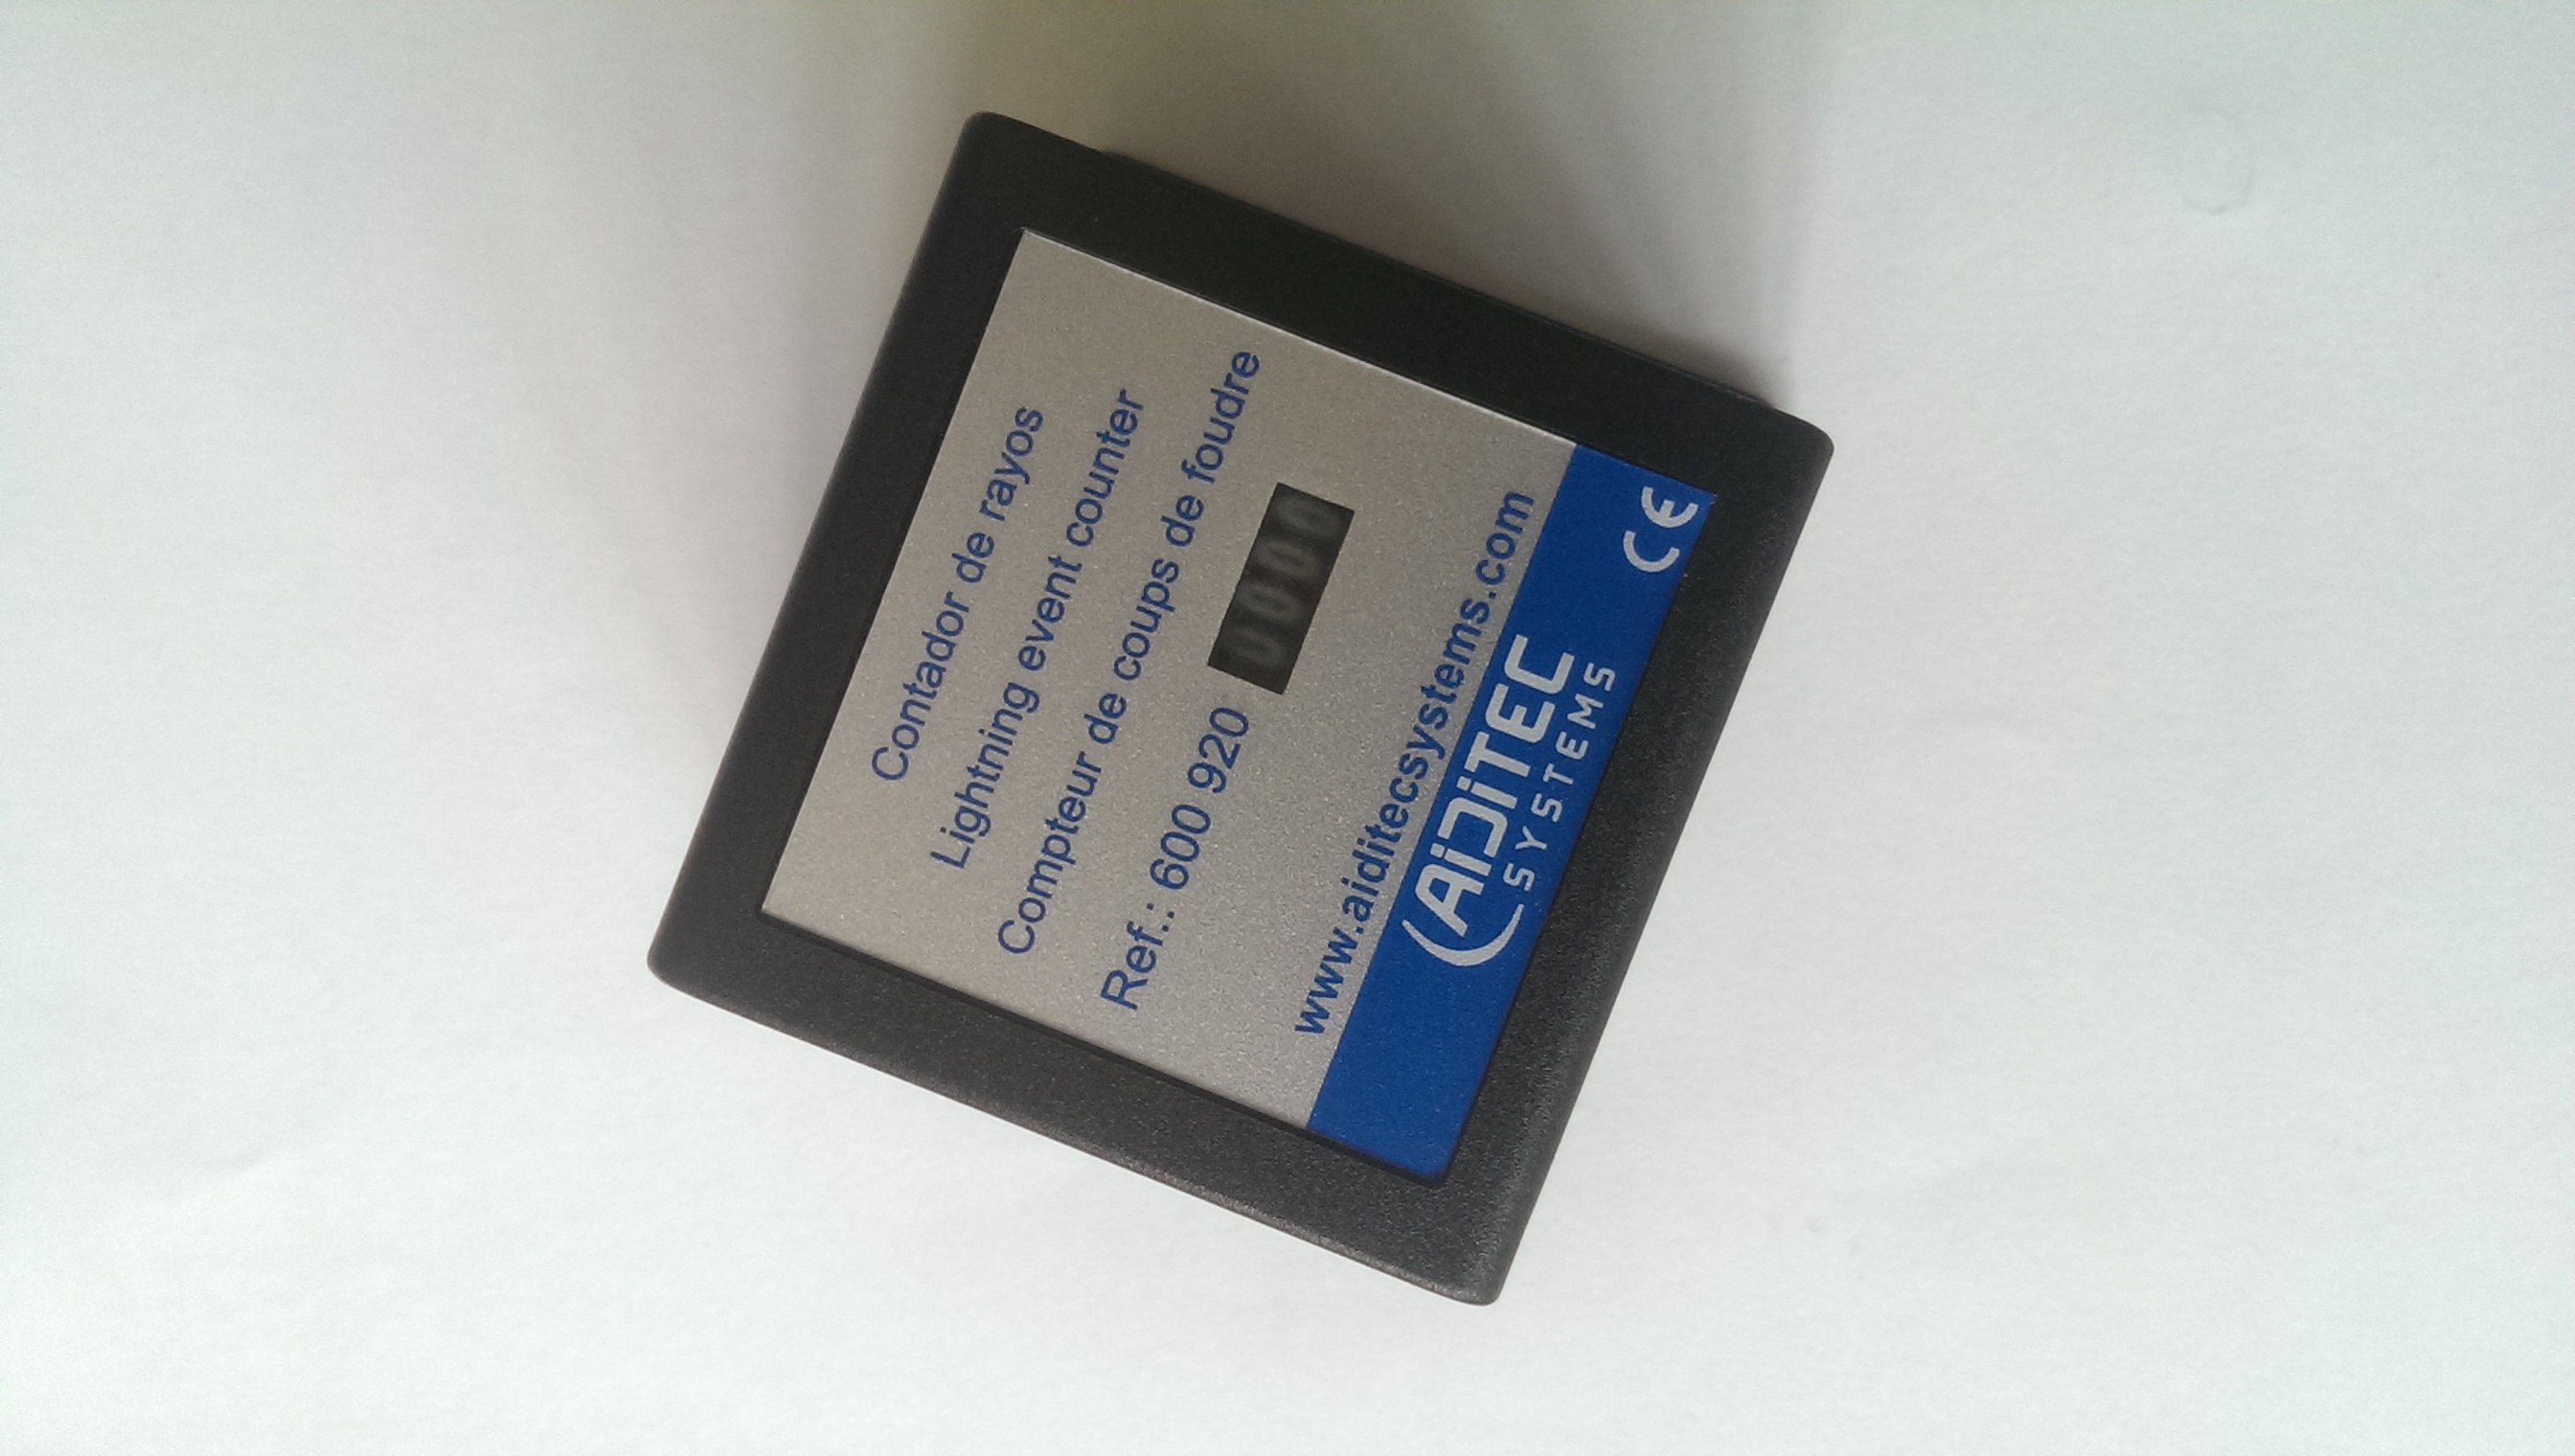 Contador de rayos
Lightning event counter
Compteur de coups de foudre
Ref.: 600 920
0000
www.aiditecsystems.com
AiDiTEC
SYSTEMS
CE